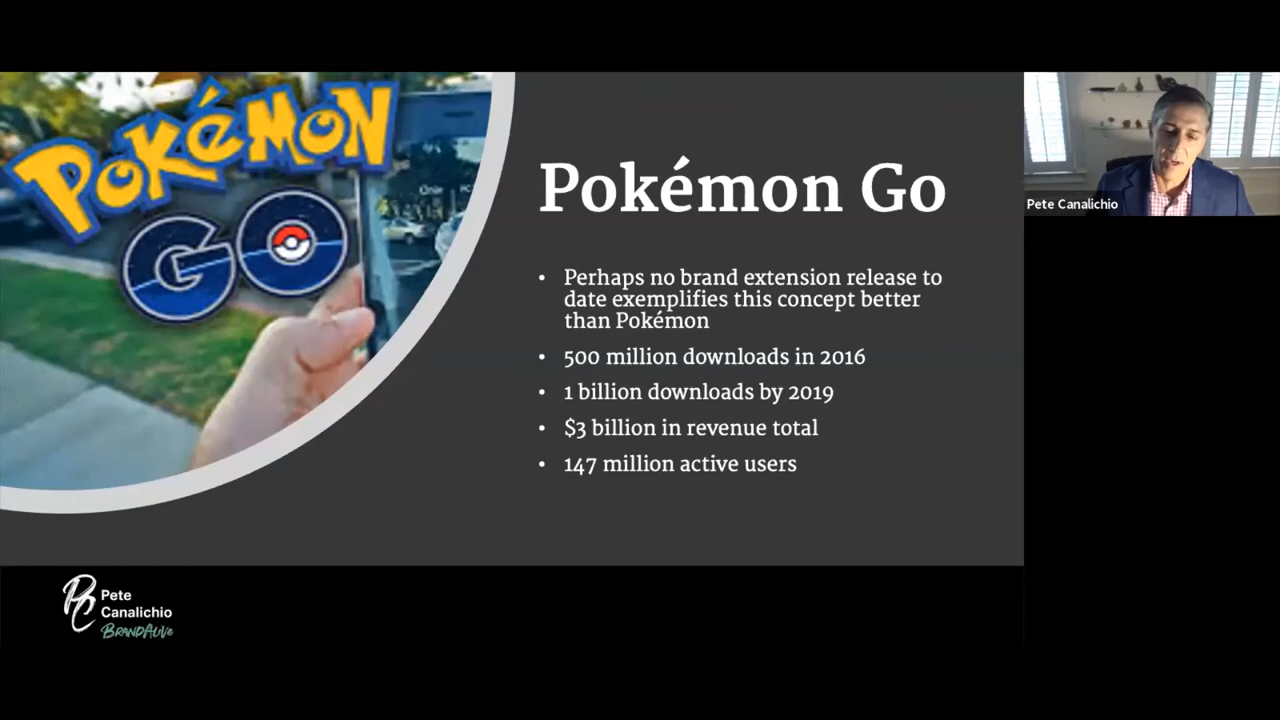 POKéMON
GO
Pokémon Go
• Perhaps no brand extension release to
date exemplifies this concept better
than Pokémon
• 500 million downloads in 2016
• 1 billion downloads by 2019
• $3 billion in revenue total
• 147 million active users
Pete Canalichio
PC
Pete
Canalichio
BRANDALIVE